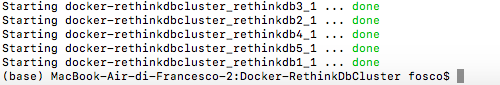 Starting docker-rethinkdbcluster_rethinkdb3_1 ... done
Starting docker-rethinkdbcluster_rethinkdb2_1 ... done
Starting docker-rethinkdbcluster_rethinkdb4_1 ... done
Starting docker-rethinkdbcluster_rethinkdb5_1 ... done
Starting docker-rethinkdbcluster_rethinkdb1_1 ... done
(base) MacBook-Air-di-Francesco-2:Docker-RethinkDbCluster fosco$